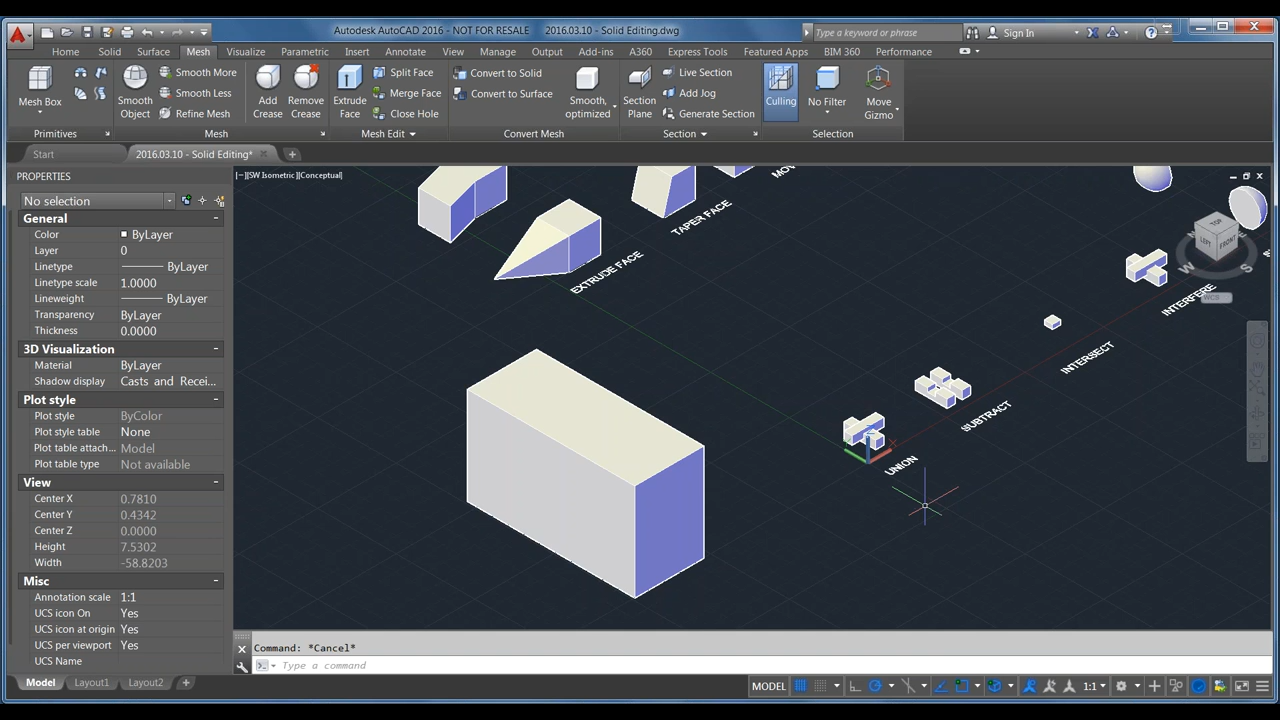 Autodesk AutoCAD 2016 - NOT FOR RESALE 2016.03.10 - Solid Editing.dwg
Type a keyword or phrase
Sign In
Home Solid Surface Mesh Visualize Parametric Insert Annotate View Manage Output Add-ins A360 Express Tools Featured Apps BIM 360 Performance
Mesh Box
Primitives
Smooth Object
Smooth More
Smooth Less
Refine Mesh
Add Crease
Remove Crease
Mesh
Extrude Face
Split Face
Merge Face
Close Hole
Mesh Edit
Convert to Solid
Convert to Surface
Smooth, optimized
Convert Mesh
Section Plane
Live Section
Add Jog
Generate Section
Section
Culling
No Filter
Move Gizmo
Selection
Start
2016.03.10 - Solid Editing*
PROPERTIES
No selection
General
Color ByLayer
Layer 0
Linetype ByLayer
Linetype scale 1.0000
Lineweight ByLayer
Transparency ByLayer
Thickness 0.0000
3D Visualization
Material ByLayer
Shadow display Casts and Recei...
Plot style
Plot style ByColor
Plot style table None
Plot table attach... Model
Plot table type Not available
View
Center X 0.7810
Center Y 0.4342
Center Z 0.0000
Height 7.5302
Width -58.8203
Misc
Annotation scale 1:1
UCS icon On Yes
UCS icon at origin Yes
UCS per viewport Yes
UCS Name
[−][SW Isometric][Conceptual]
TAPER FACE
EXTRUDE FACE
INTERFERE
INTERSECT
SUBTRACT
UNION
TOP
LEFT
FRONT
W
S
WCS
Command: *Cancel*
Type a command
Model Layout1 Layout2
MODEL
1:1